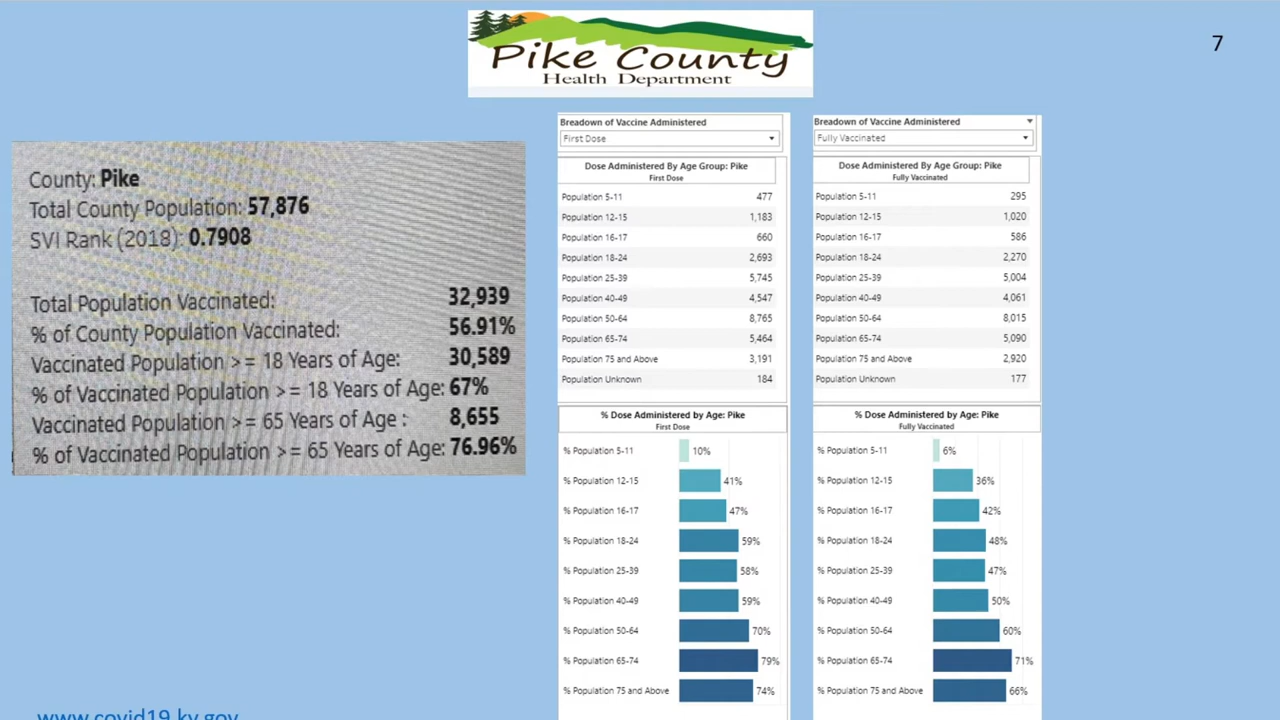 Pike County
Health Department
7
County: Pike
Total County Population: 57,876
SVI Rank (2018): 0.7908
Total Population Vaccinated: 32,939
% of County Population Vaccinated: 56.91%
Vaccinated Population >= 18 Years of Age: 30,589
% of Vaccinated Population >= 18 Years of Age: 67%
Vaccinated Population >= 65 Years of Age : 8,655
% of Vaccinated Population >= 65 Years of Age: 76.96%
Breadown of Vaccine Administered
First Dose
Dose Administered By Age Group: Pike
First Dose
Population 5-11 477
Population 12-15 1,183
Population 16-17 660
Population 18-24 2,693
Population 25-39 5,745
Population 40-49 4,547
Population 50-64 8,765
Population 65-74 5,464
Population 75 and Above 3,191
Population Unknown 184
% Dose Administered by Age: Pike
First Dose
% Population 5-11 10%
% Population 12-15 41%
% Population 16-17 47%
% Population 18-24 59%
% Population 25-39 58%
% Population 40-49 59%
% Population 50-64 70%
% Population 65-74 79%
% Population 75 and Above 74%
Breadown of Vaccine Administered
Fully Vaccinated
Dose Administered By Age Group: Pike
Fully Vaccinated
Population 5-11 295
Population 12-15 1,020
Population 16-17 586
Population 18-24 2,270
Population 25-39 5,004
Population 40-49 4,061
Population 50-64 8,015
Population 65-74 5,090
Population 75 and Above 2,920
Population Unknown 177
% Dose Administered by Age: Pike
Fully Vaccinated
% Population 5-11 6%
% Population 12-15 36%
% Population 16-17 42%
% Population 18-24 48%
% Population 25-39 47%
% Population 40-49 50%
% Population 50-64 60%
% Population 65-74 71%
% Population 75 and Above 66%
www.covid19.ky.gov